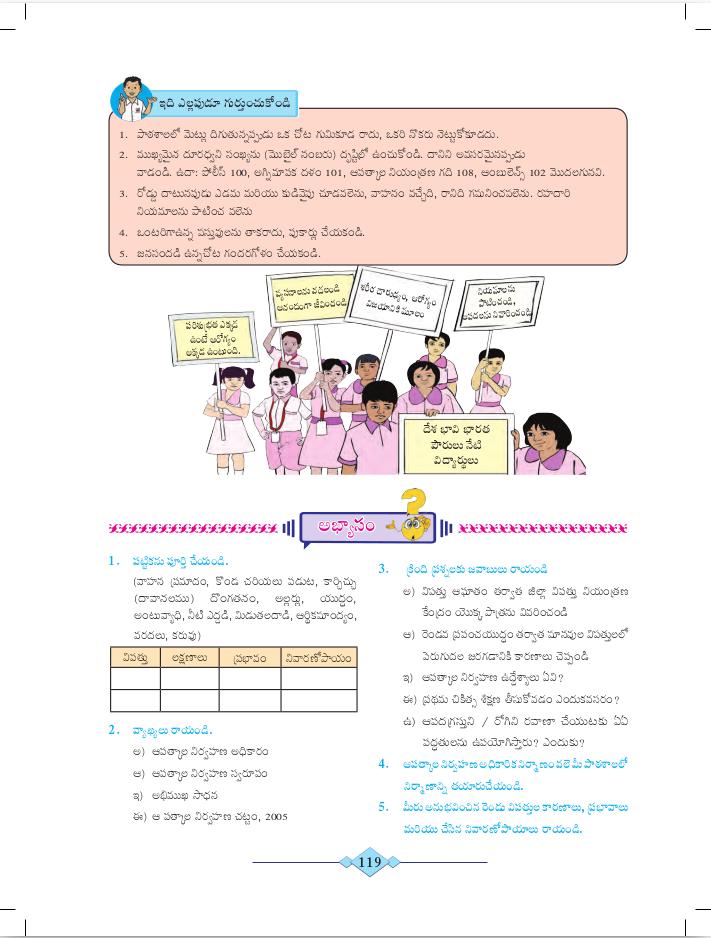 ఇది ఎల్లపుడూ గుర్తుంచుకోండి
1. పాఠశాలలో మెట్లు దిగుతున్నప్పుడు ఒక చోట గుమికూడ రాదు, ఒకరి నొకరు నెట్టుకోకూడదు.
2. ముఖ్యమైన దూరధ్వని సంఖ్యను (మొబైల్ నంబరు) దృష్టిలో ఉంచుకోండి. దానిని అవసరమైనప్పుడు
వాడండి. ఉదా: పోలీస్ 100, అగ్నిమాపక దళం 101, ఆపత్కాల నియంత్రణ గది 108, ఆంబులెన్స్ 102 మొదలగునవి.
3. రోడ్డు దాటునపుడు ఎడమ మరియు కుడివైపు చూడవలెను, వాహనం వచ్చేది, రానిది గమనించవలెను. రహదారి
నియమాలను పాటించ వలెను
4. ఒంటరిగాఉన్న వస్తువులను తాకరాదు, పుకార్లు చేయకండి.
5. జనసందడి ఉన్నచోట గందరగోళం చేయకండి.
వ్యసనాలను వదలండి
ఆనందంగా జీవించండి
శరీర దారుఢ్యం, ఆరోగ్యం
విజయానికి మూలం
నియమాలను
పాటించండి,
ఆపదలను నివారించండి
పరిశుభ్రత ఎక్కడ
ఉంటే ఆరోగ్యం
అక్కడ ఉంటుంది.
దేశ భావి భారత
పౌరులు నేటి
విద్యార్థులు
అభ్యాసం
1. పట్టికను పూర్తి చేయండి.
(వాహన ప్రమాదం, కొండ చరియలు పడుట, కార్చిచ్చు
(దావానలము) దొంగతనం, అల్లర్లు, యుద్ధం,
అంటువ్యాధి, నీటి ఎద్దడి, మిడుతలదాడి, ఆర్థికమాంద్యం,
వరదలు, కరువు)
విపత్తు లక్షణాలు ప్రభావం నివారణోపాయం
2. వ్యాఖ్యలు రాయండి.
అ) ఆపత్కాల నిర్వహణ అధికారం
ఆ) ఆపత్కాల నిర్వహణ స్వరూపం
ఇ) అభిముఖ సాధన
ఈ) ఆ పత్కాల నిర్వహణ చట్టం, 2005
3. క్రింది ప్రశ్నలకు జవాబులు రాయండి
అ) విపత్తు ఆఘాతం తర్వాత జిల్లా విపత్తు నియంత్రణ
కేంద్రం యొక్క పాత్రను వివరించండి
ఆ) రెండవ ప్రపంచయుద్ధం తర్వాత మానవుల విపత్తులలో
పెరుగుదల జరగడానికి కారణాలు చెప్పండి
ఇ) ఆపత్కాల నిర్వహణ ఉద్దేశ్యాలు ఏవి?
ఈ) ప్రథమ చికిత్స శిక్షణ తీసుకోవడం ఎందుకవసరం?
ఉ) ఆపదగ్రస్తుని / రోగిని రవాణా చేయుటకు ఏఏ
పద్ధతులను ఉపయోగిస్తారు? ఎందుకు?
4. ఆపత్కాల నిర్వహణ అధికారిక నిర్మాణం వలె మీ పాఠశాలలో
నిర్మాణాన్ని తయారుచేయండి.
5. మీరు అనుభవించిన రెండు విపత్తుల కారణాలు, ప్రభావాలు
మరియు చేసిన నివారణోపాయాలు రాయండి.
119